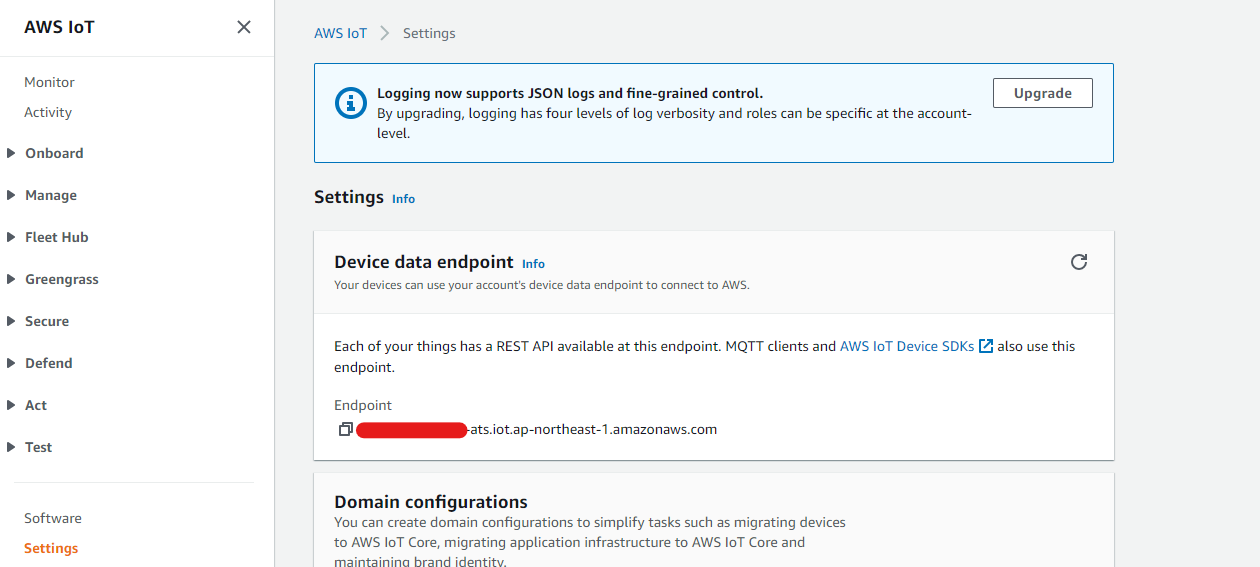 AWS IoT
Monitor
Activity
Onboard
Manage
Fleet Hub
Greengrass
Secure
Defend
Act
Test
Software
Settings
AWS IoT > Settings
Logging now supports JSON logs and fine-grained control.
By upgrading, logging has four levels of log verbosity and roles can be specific at the account-
level.
Upgrade
Settings Info
Device data endpoint Info
Your devices can use your account's device data endpoint to connect to AWS.
Each of your things has a REST API available at this endpoint. MQTT clients and AWS IoT Device SDKs also use this
endpoint.
Endpoint
-ats.iot.ap-northeast-1.amazonaws.com
Domain configurations
You can create domain configurations to simplify tasks such as migrating devices
to AWS IoT Core, migrating application infrastructure to AWS IoT Core and
maintaining brand identity.